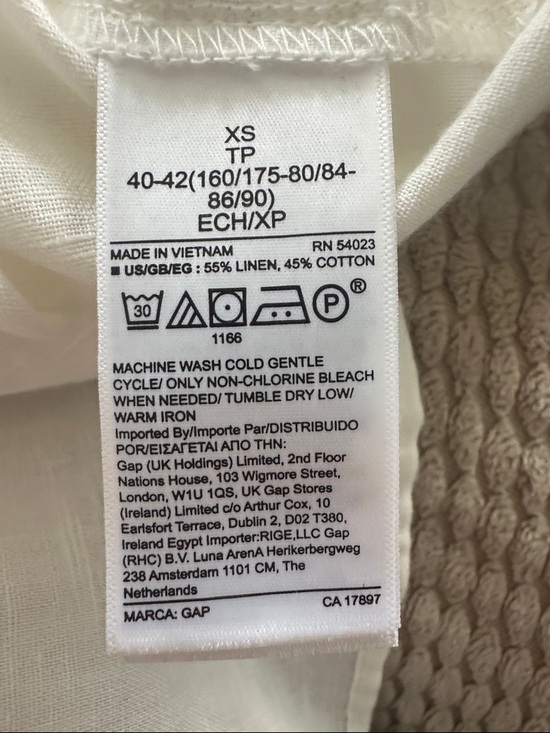 XS
TP
40-42(160/175-80/84-
86/90)
ECH/XP
MADE IN VIETNAM RN 54023
■ US/GB/EG : 55% LINEN, 45% COTTON
30 P ®
1166
MACHINE WASH COLD GENTLE
CYCLE/ ONLY NON-CHLORINE BLEACH
WHEN NEEDED/ TUMBLE DRY LOW/
WARM IRON
Imported By/Importe Par/DISTRIBUIDO
POR/ΕΙΣΑΓΕΤΑΙ ΑΠΟ ΤΗΝ:
Gap (UK Holdings) Limited, 2nd Floor
Nations House, 103 Wigmore Street,
London, W1U 1QS, UK Gap Stores
(Ireland) Limited c/o Arthur Cox, 10
Earlsfort Terrace, Dublin 2, D02 T380,
Ireland Egypt Importer:RIGE,LLC Gap
(RHC) B.V. Luna ArenA Herikerbergweg
238 Amsterdam 1101 CM, The
Netherlands
MARCA: GAP CA 17897